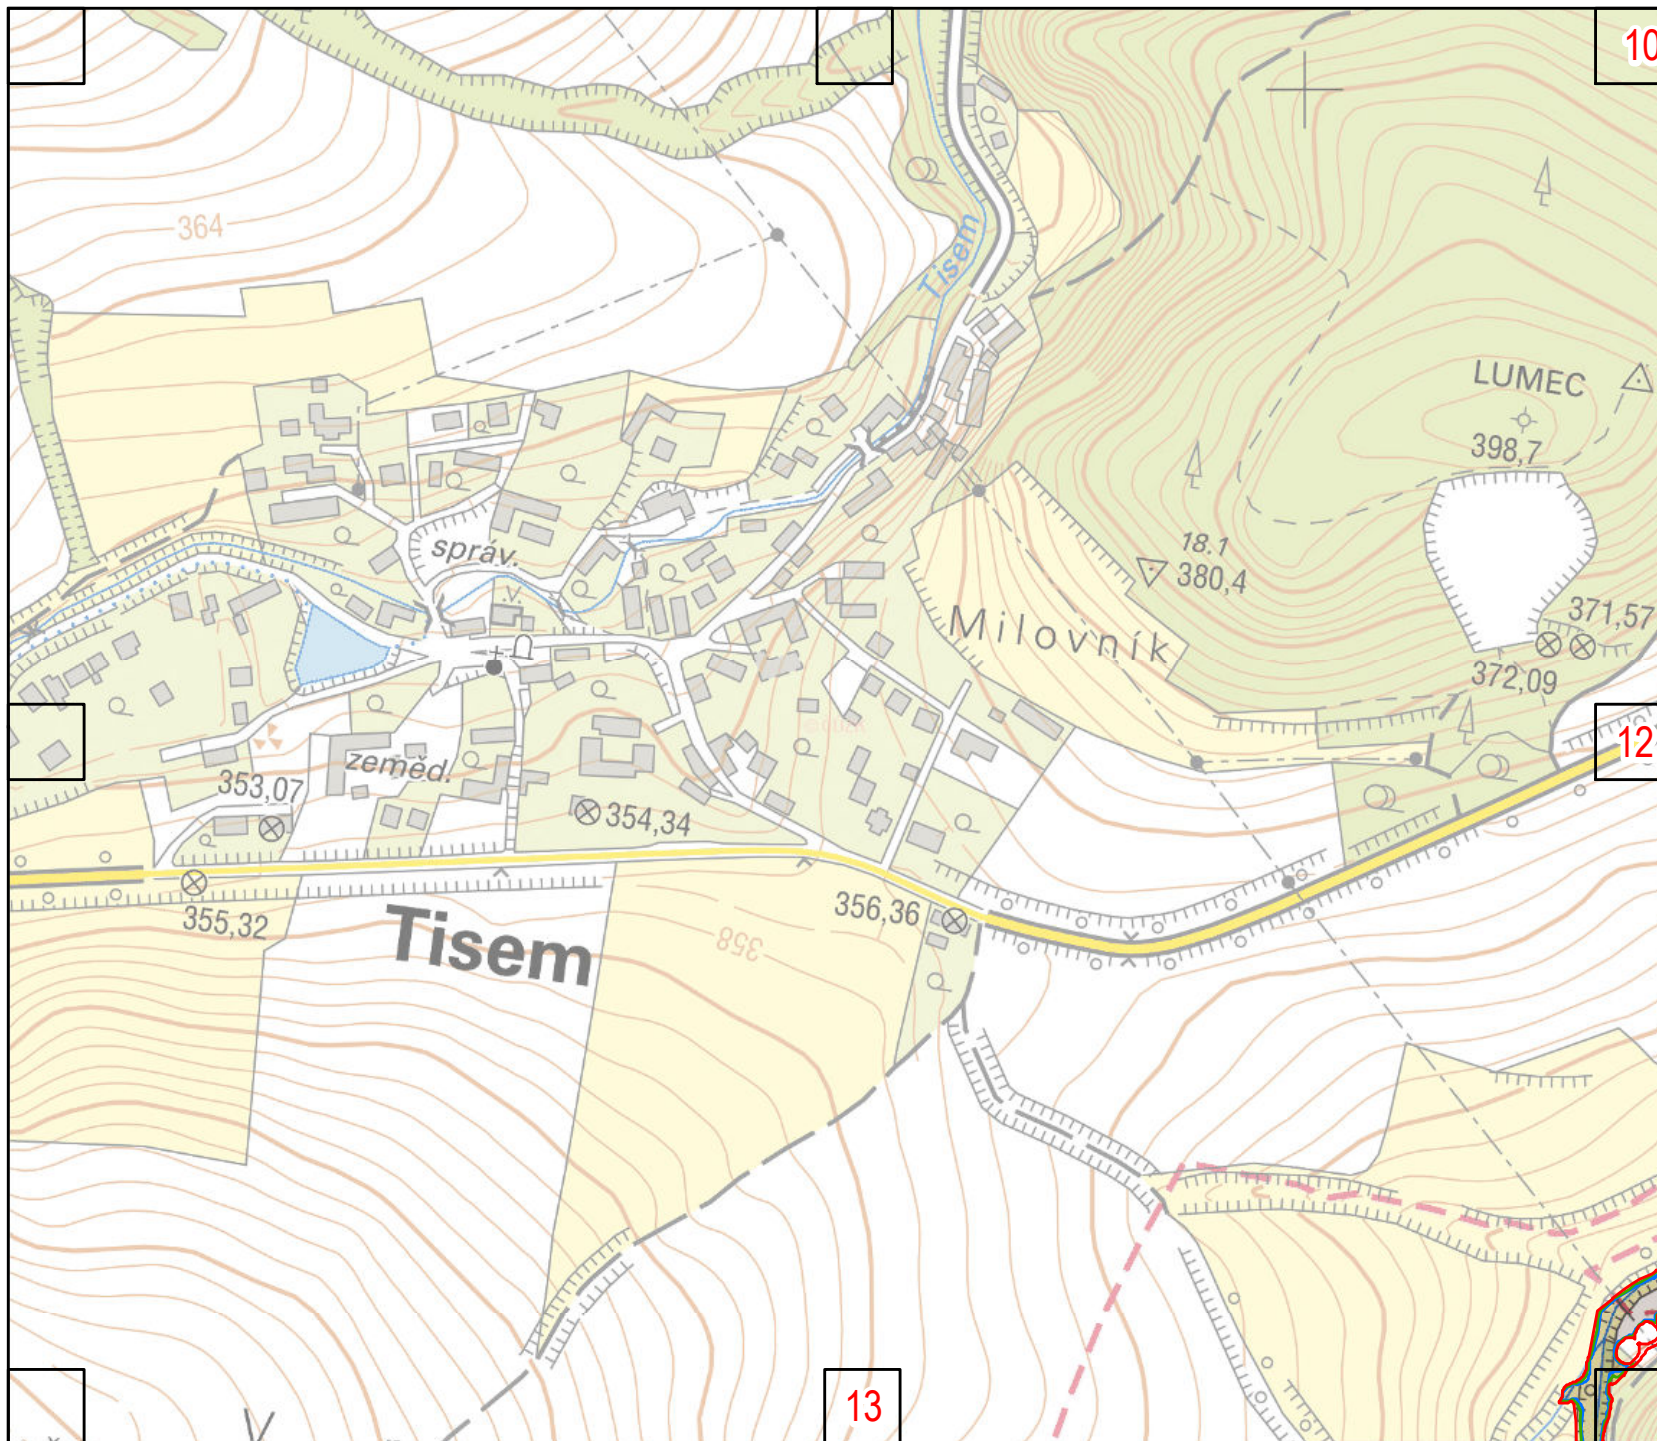 10
364
Tisem
LUMEC
398,7
18.1
380,4
správ.
v.
Milovník
371,57
372,09
12
zeměd.
353,07
354,34
355,32
356,36
Tisem
358
13